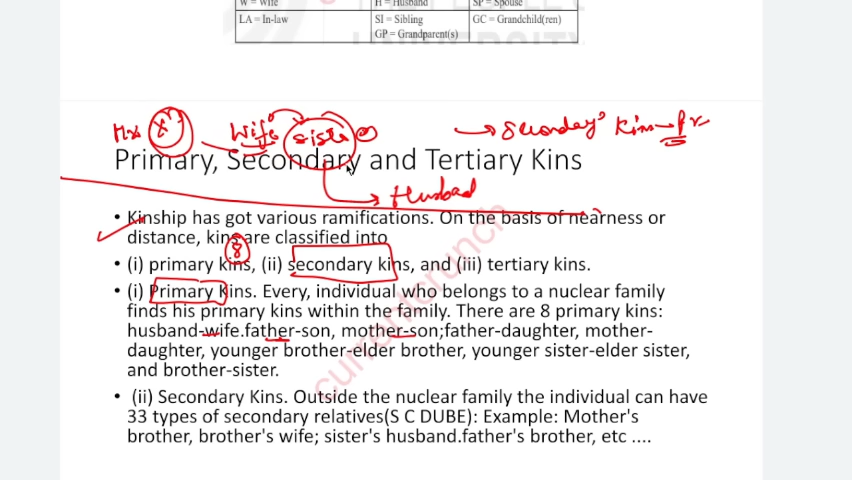 W = Wife H = Husband SP = Spouse
LA = In-law SI = Sibling GC = Grandchild(ren)
GP = Grandparent(s)
Wife
Primary, Secondary and Tertiary Kins
• Kinship has got various ramifications. On the basis of nearness or
distance, kins are classified into
8
• (i) primary kins, (ii) secondary kins, and (iii) tertiary kins.
• (i) Primary Kins. Every, individual who belongs to a nuclear family
finds his primary kins within the family. There are 8 primary kins:
husband-wife.father-son, mother-son;father-daughter, mother-
daughter, younger brother-elder brother, younger sister-elder sister,
and brother-sister.
• (ii) Secondary Kins. Outside the nuclear family the individual can have
33 types of secondary relatives(S C DUBE): Example: Mother's
brother, brother's wife; sister's husband.father's brother, etc ....
currentcrunch